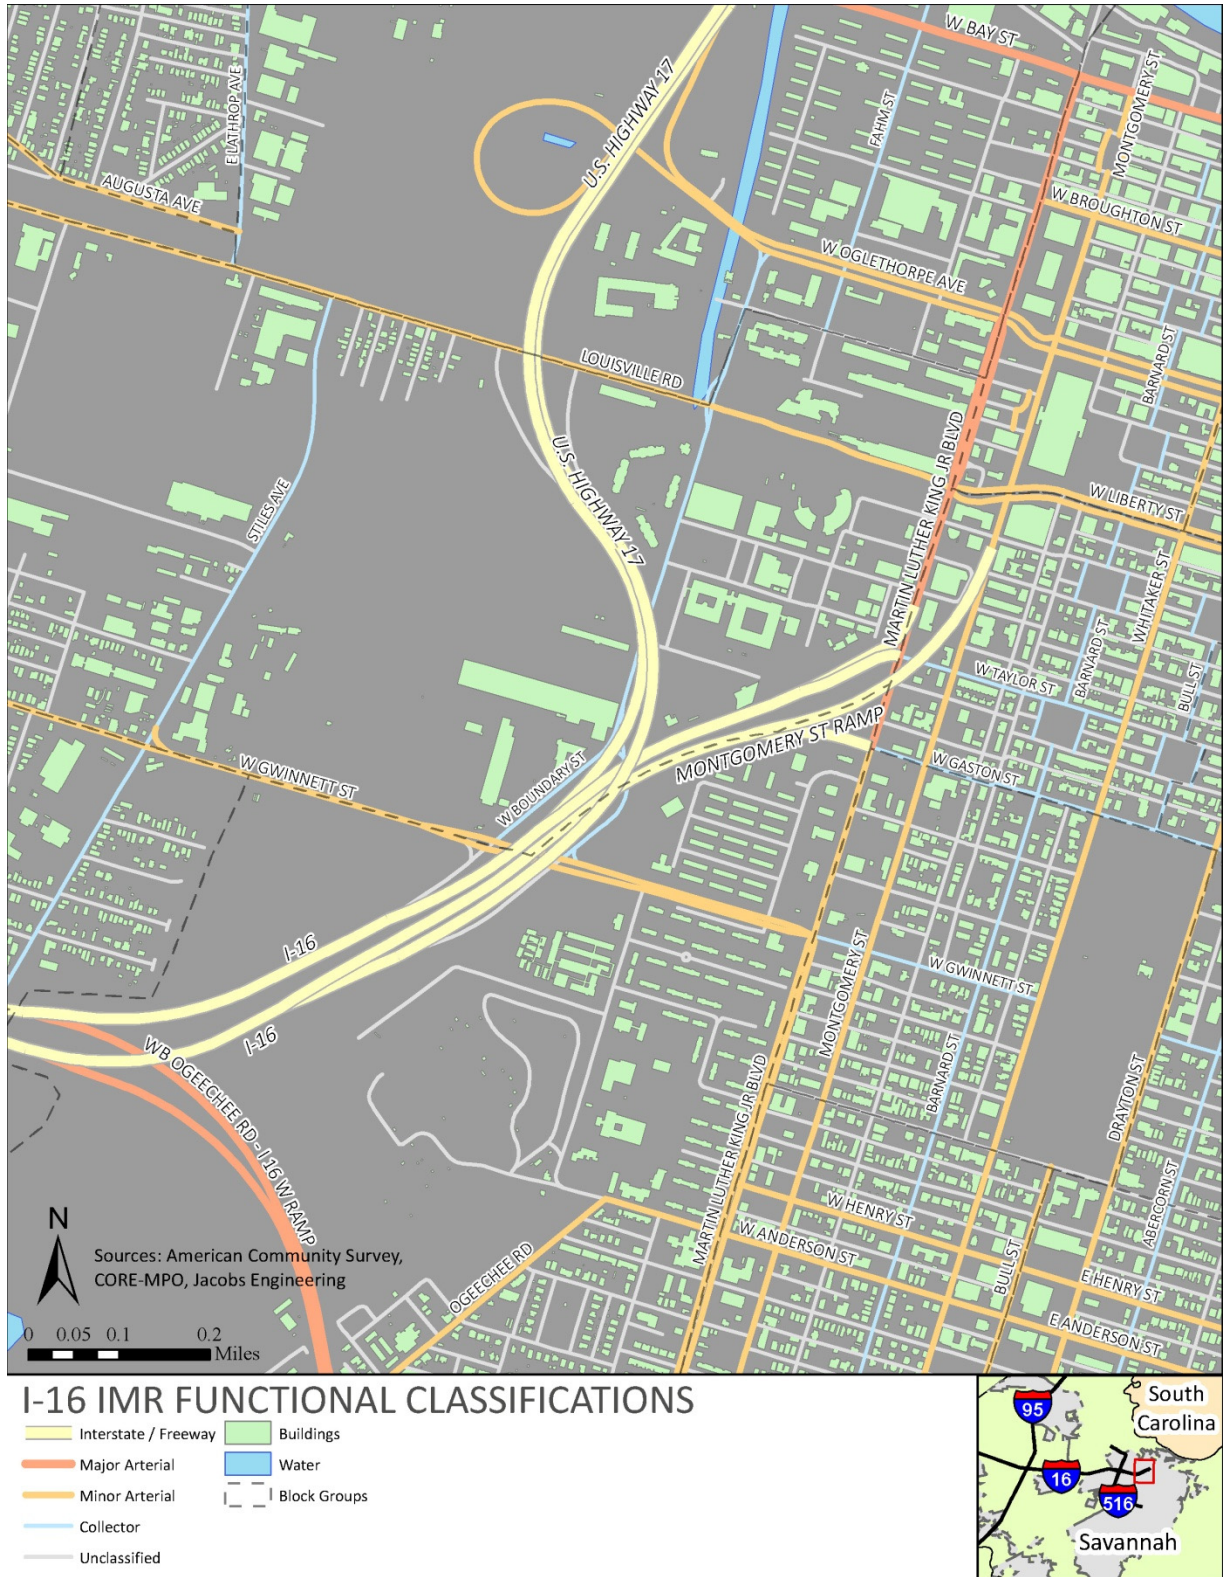 W BAY ST
MONTGOMERY ST
FAHM ST
U.S. HIGHWAY 17
E LATHROP AVE
AUGUSTA AVE
W BROUGHTON ST
W OGLETHORPE AVE
BARNARD ST
LOUISVILLE RD
U.S. HIGHWAY 17
MARTIN LUTHER KING JR BLVD
W LIBERTY ST
STILES AVE
WHITAKER ST
BARNARD ST
BULL ST
W TAYLOR ST
MONTGOMERY ST RAMP
W GASTON ST
W GWINNETT ST
W BOUNDARY ST
I-16
I-16
MONTGOMERY ST
W GWINNETT ST
BARNARD ST
WB OGEECHEE RD - I 16 W RAMP
MARTIN LUTHER KING JR BLVD
DRAYTON ST
ABERCORN ST
W HENRY ST
W ANDERSON ST
BULL ST
OGEECHEE RD
E HENRY ST
E ANDERSON ST
N
Sources: American Community Survey,
CORE-MPO, Jacobs Engineering
0 0.05 0.1 0.2
Miles
I-16 IMR FUNCTIONAL CLASSIFICATIONS
Interstate / Freeway
Major Arterial
Minor Arterial
Collector
Unclassified
Buildings
Water
Block Groups
95
South
Carolina
16
516
Savannah